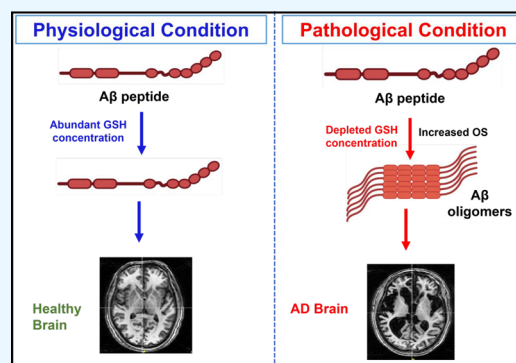 Physiological Condition
Aβ peptide
Abundant GSH
concentration
Healthy
Brain
Pathological Condition
Aβ peptide
Depleted GSH
concentration
Increased OS
Aβ
oligomers
AD Brain